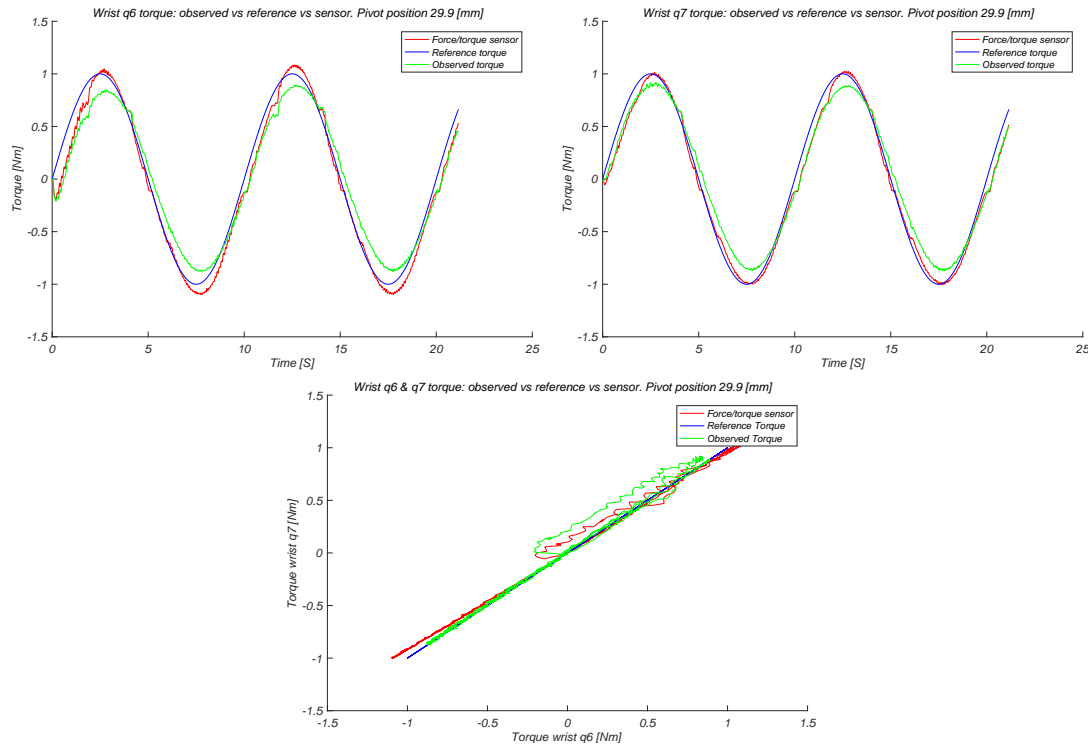 Wrist q6 torque: observed vs reference vs sensor. Pivot position 29.9 [mm]
1.5
1
0.5
0
-0.5
-1
-1.5
Torque [Nm]
0 5 10 15 20 25
Time [S]
Force/torque sensor
Reference torque
Observed torque
Wrist q7 torque: observed vs reference vs sensor. Pivot position 29.9 [mm]
1.5
1
0.5
0
-0.5
-1
-1.5
Torque [Nm]
0 5 10 15 20 25
Time [S]
Force/torque sensor
Reference torque
Observed torque
Wrist q6 & q7 torque: observed vs reference vs sensor. Pivot position 29.9 [mm]
1.5
1
0.5
0
-0.5
-1
-1.5
Torque wrist q7 [Nm]
-1.5 -1 -0.5 0 0.5 1 1.5
Torque wrist q6 [Nm]
Force/torque sensor
Reference Torque
Observed Torque